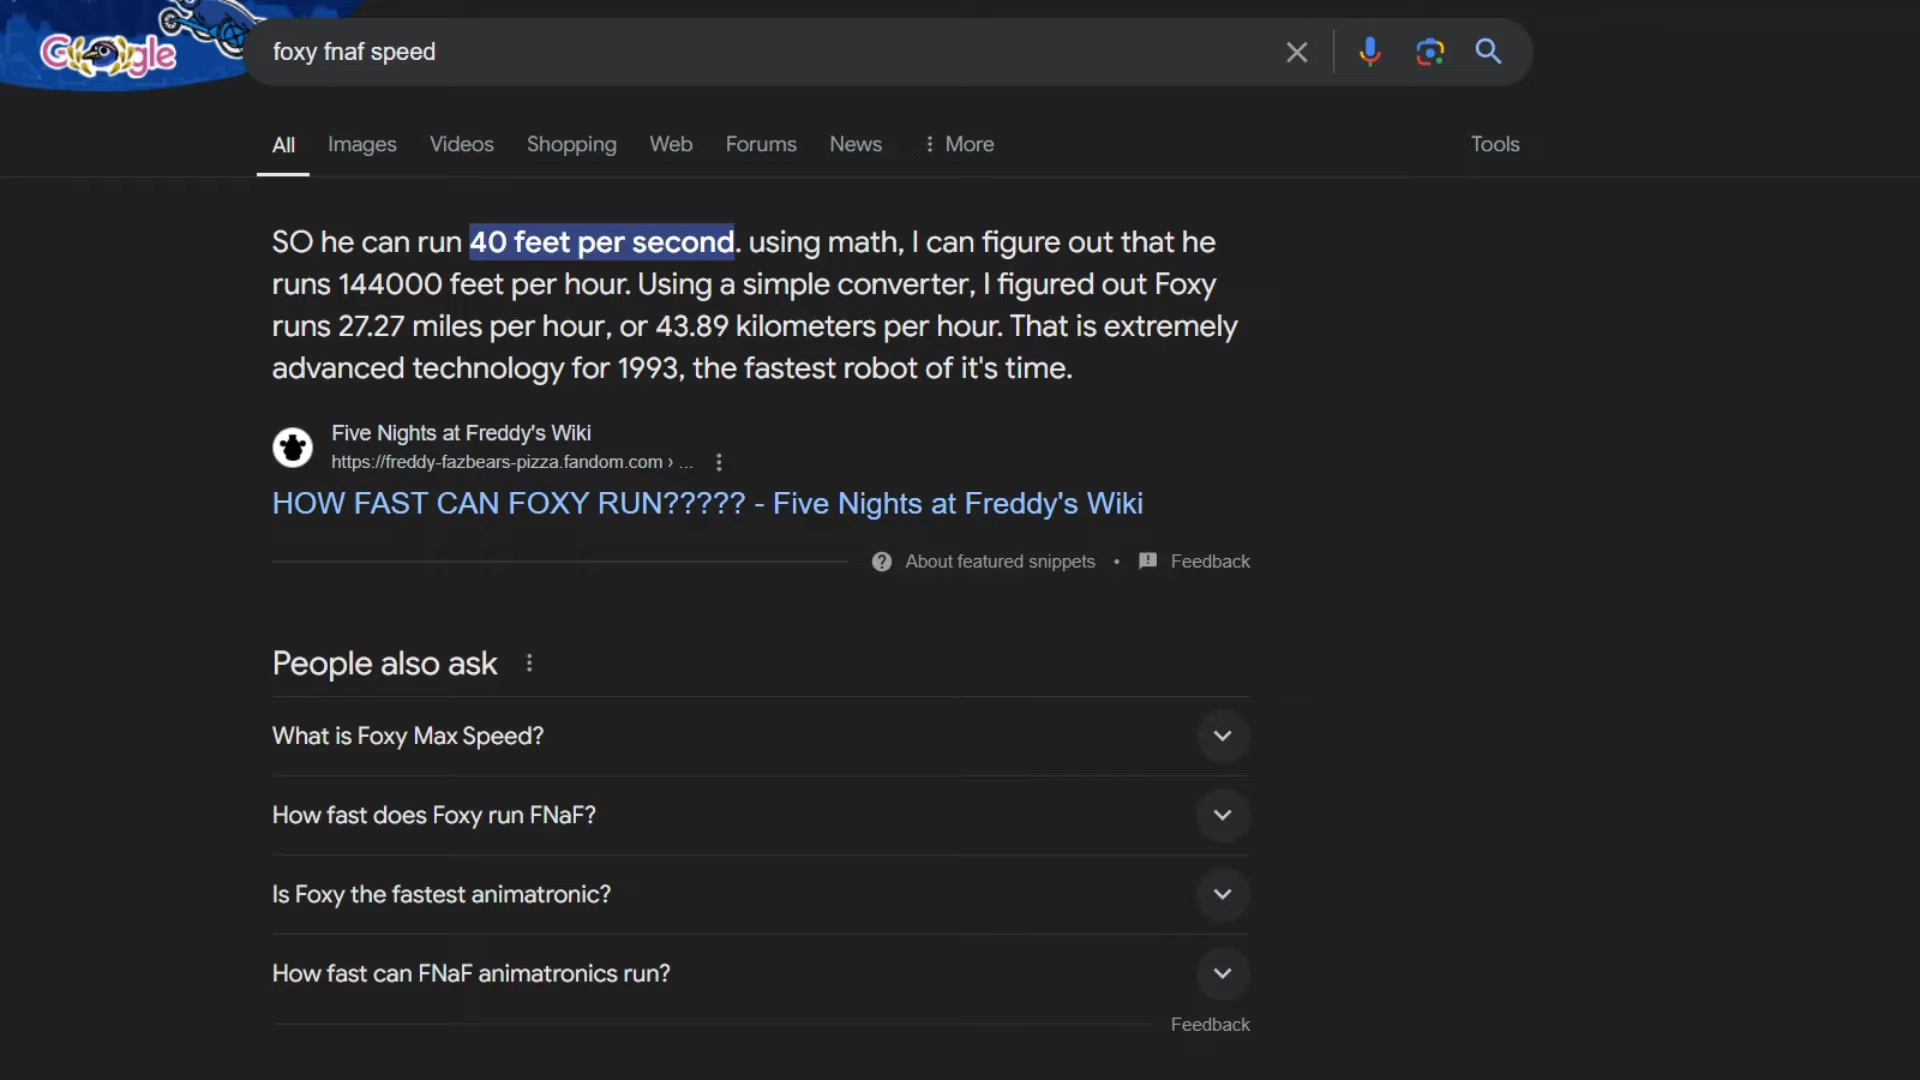 Google
foxy fnaf speed
All Images Videos Shopping Web Forums News More Tools
SO he can run 40 feet per second. using math, I can figure out that he
runs 144000 feet per hour. Using a simple converter, I figured out Foxy
runs 27.27 miles per hour, or 43.89 kilometers per hour. That is extremely
advanced technology for 1993, the fastest robot of it's time.
Five Nights at Freddy's Wiki
https://freddy-fazbears-pizza.fandom.com › ...
HOW FAST CAN FOXY RUN????? - Five Nights at Freddy's Wiki
About featured snippets • Feedback
People also ask
What is Foxy Max Speed?
How fast does Foxy run FNaF?
Is Foxy the fastest animatronic?
How fast can FNaF animatronics run?
Feedback